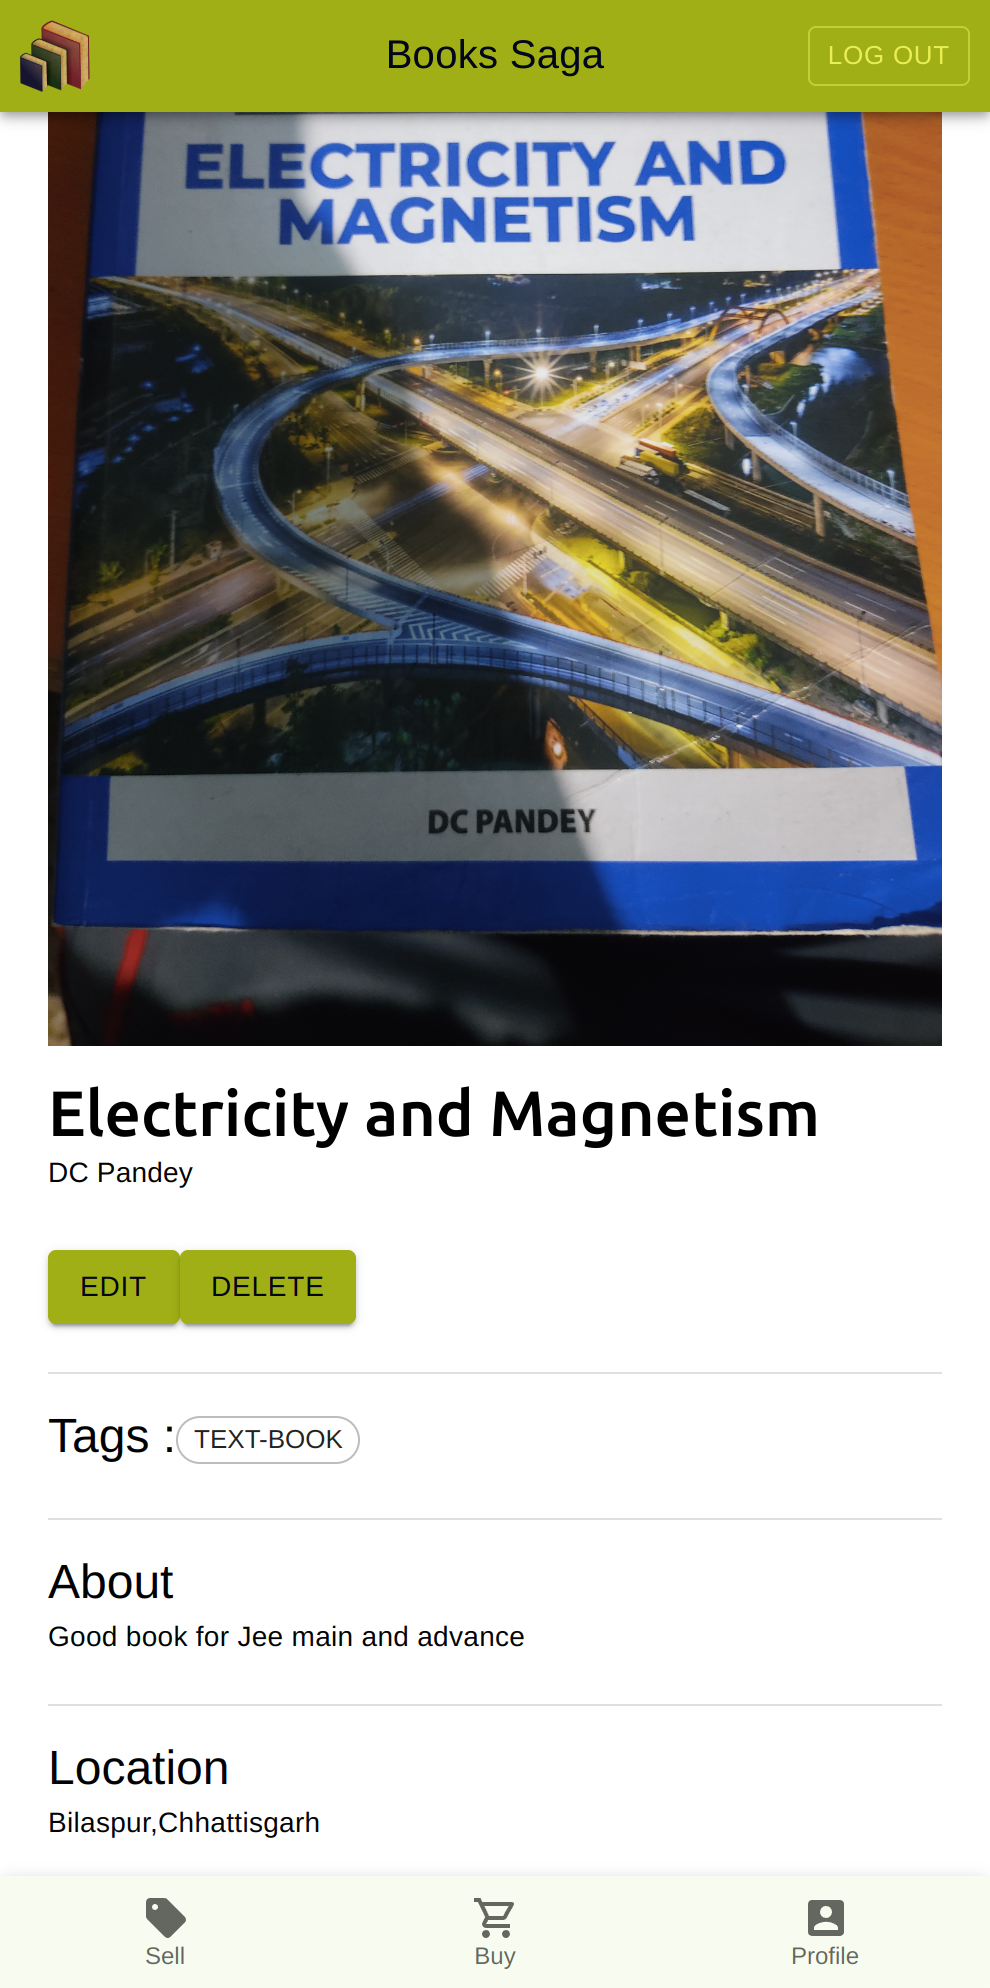 Books Saga
LOG OUT
ELECTRICITY AND
MAGNETISM
DC PANDEY
Electricity and Magnetism
DC Pandey
EDIT
DELETE
Tags :
TEXT-BOOK
About
Good book for Jee main and advance
Location
Bilaspur,Chhattisgarh
Sell
Buy
Profile